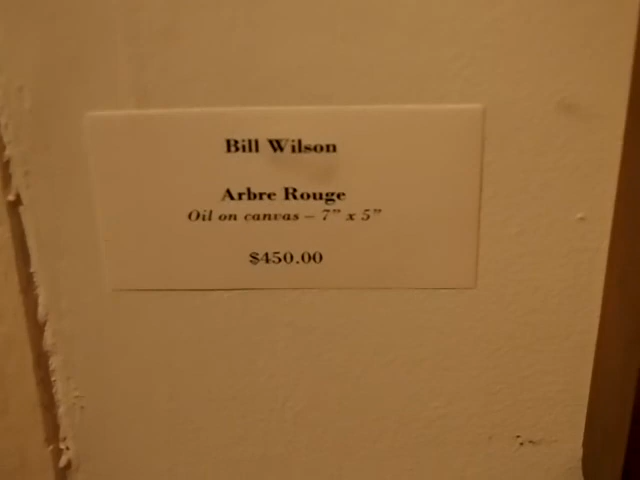 Bill Wilson
Arbre Rouge
Oil on canvas – 7" x 5"
$450.00